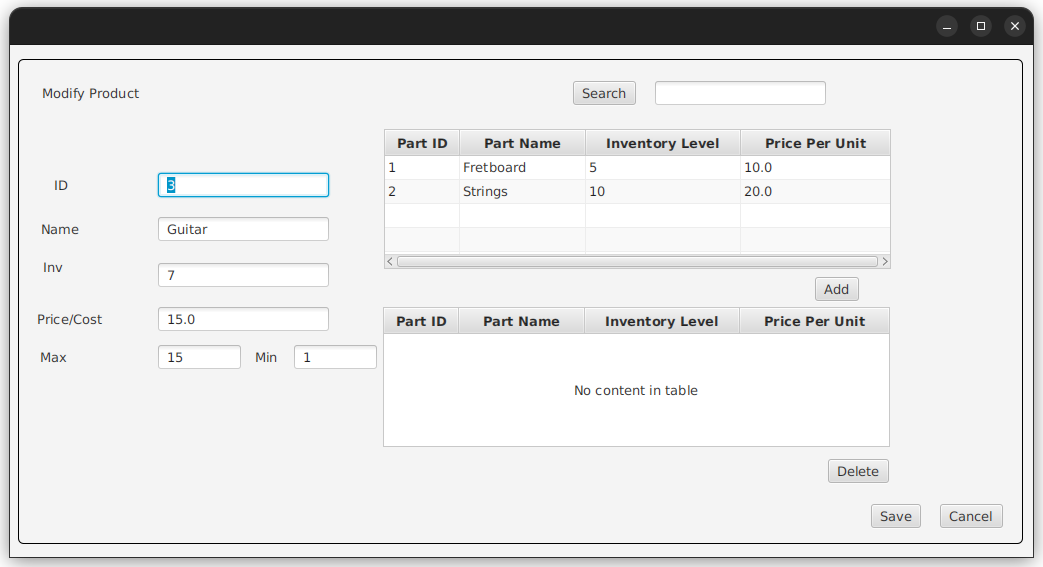 Modify Product
Search
Part ID Part Name Inventory Level Price Per Unit
1 Fretboard 5 10.0
2 Strings 10 20.0
ID 3
Name Guitar
Inv 7
Price/Cost 15.0
Max 15 Min 1
Add
Part ID Part Name Inventory Level Price Per Unit
No content in table
Delete
Save Cancel